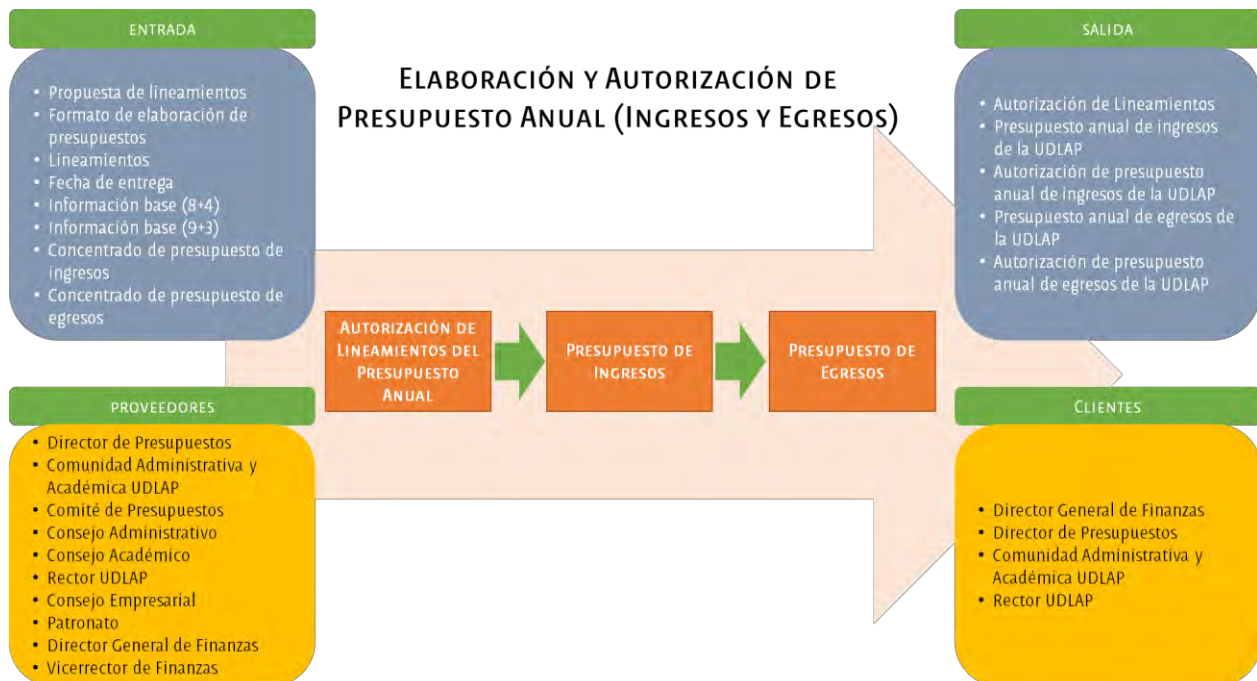 ENTRADA
• Propuesta de lineamientos
• Formato de elaboración de
presupuestos
• Lineamientos
• Fecha de entrega
• Información base (8+4)
• Información base (9+3)
• Concentrado de presupuesto de
ingresos
• Concentrado de presupuesto de
egresos
ELABORACIÓN Y AUTORIZACIÓN DE
PRESUPUESTO ANUAL (INGRESOS Y EGRESOS)
SALIDA
• Autorización de Lineamientos
• Presupuesto anual de ingresos
de la UDLAP
• Autorización de presupuesto
anual de ingresos de la UDLAP
• Presupuesto anual de egresos de
la UDLAP
• Autorización de presupuesto
anual de egresos de la UDLAP
AUTORIZACIÓN DE
LINEAMIENTOS DEL
PRESUPUESTO
ANUAL
PRESUPUESTO DE
INGRESOS
PRESUPUESTO DE
EGRESOS
PROVEEDORES
• Director de Presupuestos
• Comunidad Administrativa y
Académica UDLAP
• Comité de Presupuestos
• Consejo Administrativo
• Consejo Académico
• Rector UDLAP
• Consejo Empresarial
• Patronato
• Director General de Finanzas
• Vicerrector de Finanzas
CLIENTES
• Director General de Finanzas
• Director de Presupuestos
• Comunidad Administrativa y
Académica UDLAP
• Rector UDLAP